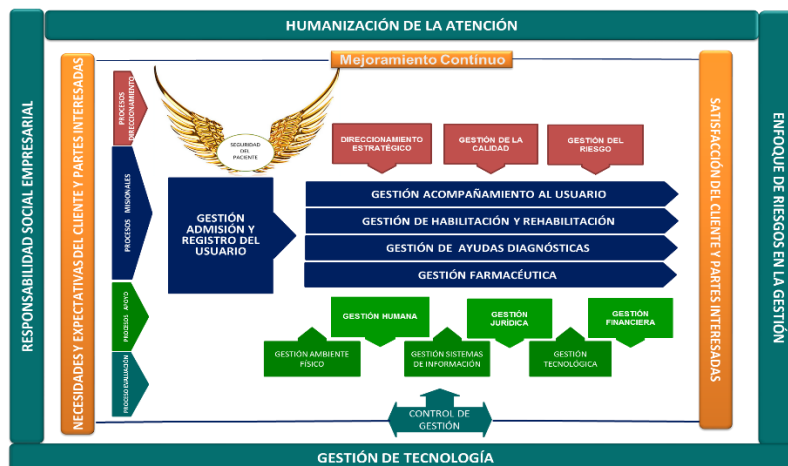 HUMANIZACIÓN DE LA ATENCIÓN
RESPONSABILIDAD SOCIAL EMPRESARIAL
NECESIDADES Y EXPECTATIVAS DEL CLIENTE Y PARTES INTERESADAS
Mejoramiento Contínuo
PROCESOS
DIRECCIONAMIENTO
SEGURIDAD
DEL
PACIENTE
DIRECCIONAMIENTO
ESTRATÉGICO
GESTIÓN DE LA
CALIDAD
GESTIÓN DEL
RIESGO
PROCESOS MISIONALES
GESTIÓN
ADMISIÓN Y
REGISTRO DEL
USUARIO
GESTIÓN ACOMPAÑAMIENTO AL USUARIO
GESTIÓN DE HABILITACIÓN Y REHABILITACIÓN
GESTIÓN DE AYUDAS DIAGNÓSTICAS
GESTIÓN FARMACÉUTICA
PROCESOS APOYO
GESTIÓN HUMANA
GESTIÓN
JURÍDICA
GESTIÓN
FINANCIERA
GESTIÓN AMBIENTE
FÍSICO
GESTIÓN SISTEMAS
DE INFORMACIÓN
GESTIÓN
TECNOLÓGICA
PROCESO EVALUACIÓN
CONTROL DE
GESTIÓN
SATISFACCIÓN DEL CLIENTE Y PARTES INTERESADAS
ENFOQUE DE RIESGOS EN LA GESTIÓN
GESTIÓN DE TECNOLOGÍA